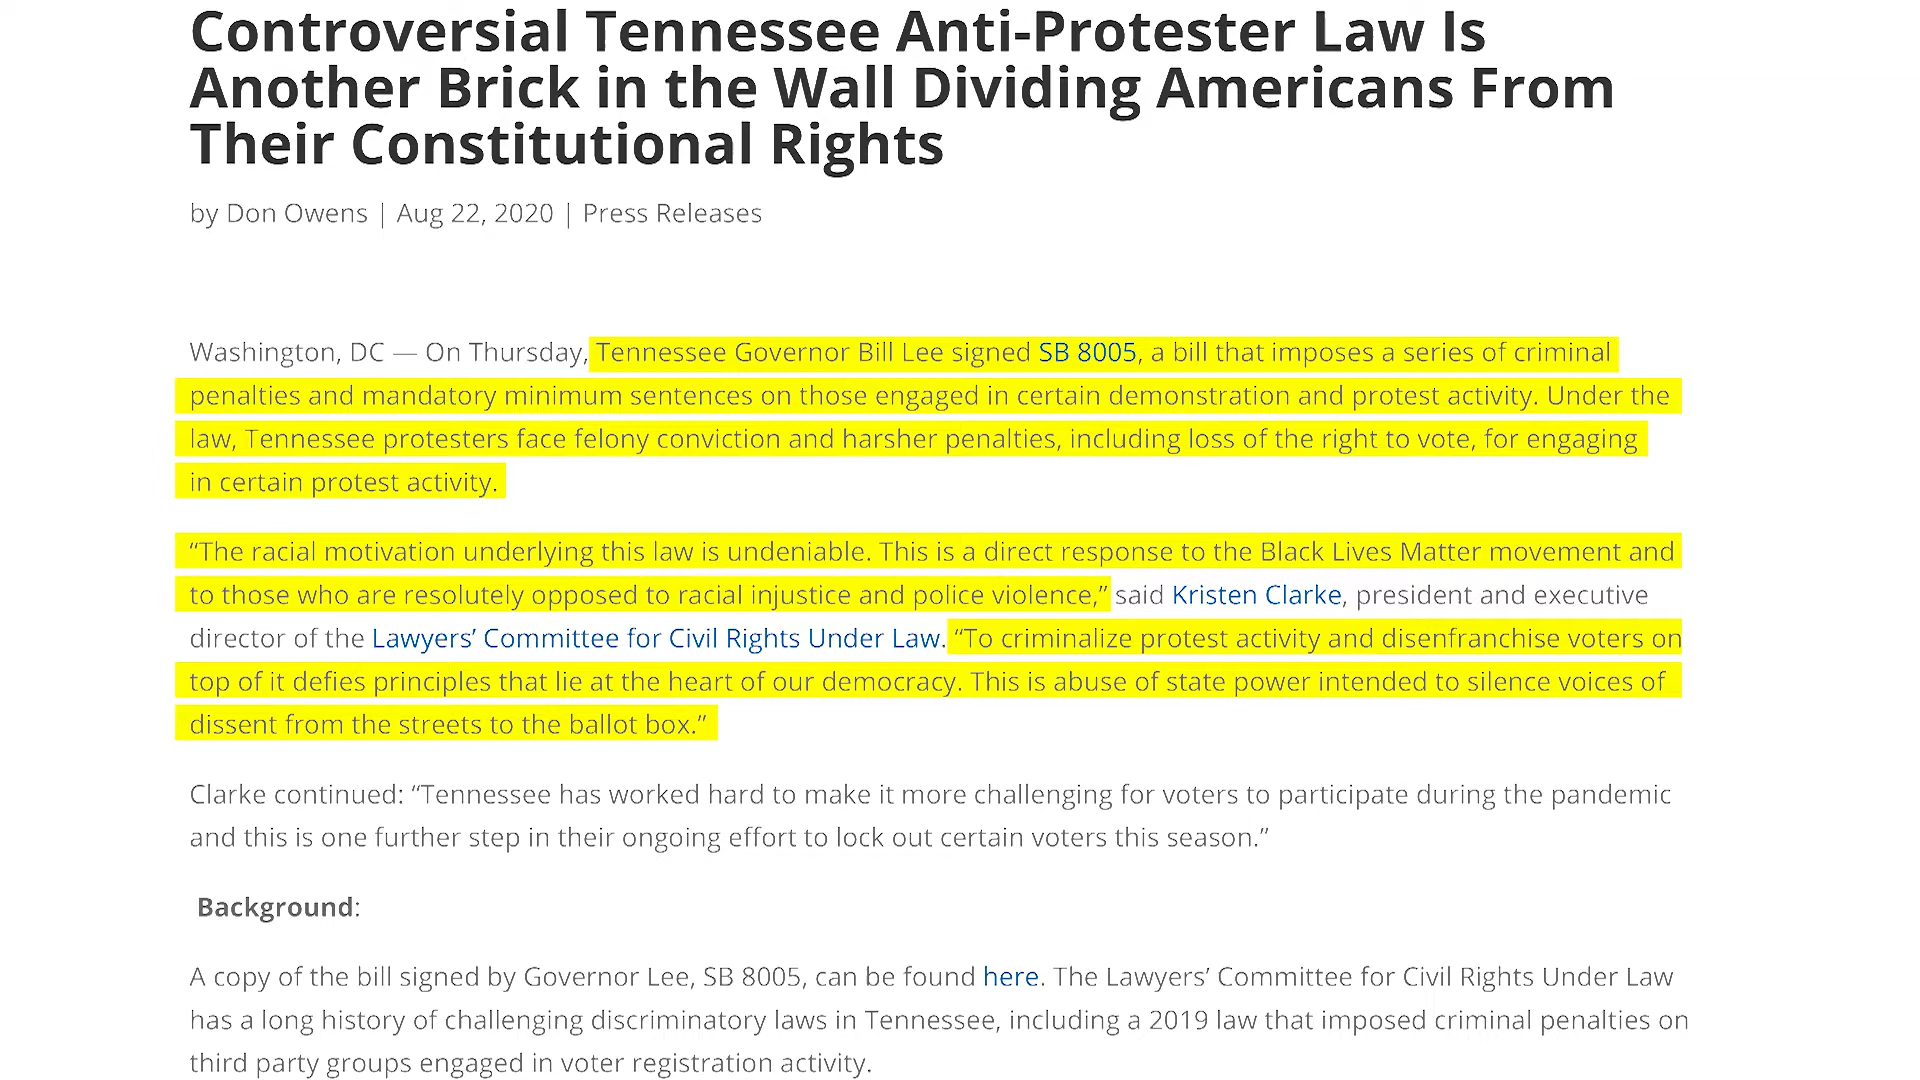 Controversial Tennessee Anti-Protester Law Is
Another Brick in the Wall Dividing Americans From
Their Constitutional Rights
by Don Owens | Aug 22, 2020 | Press Releases
Washington, DC — On Thursday, Tennessee Governor Bill Lee signed SB 8005, a bill that imposes a series of criminal
penalties and mandatory minimum sentences on those engaged in certain demonstration and protest activity. Under the
law, Tennessee protesters face felony conviction and harsher penalties, including loss of the right to vote, for engaging
in certain protest activity.
“The racial motivation underlying this law is undeniable. This is a direct response to the Black Lives Matter movement and
to those who are resolutely opposed to racial injustice and police violence,” said Kristen Clarke, president and executive
director of the Lawyers’ Committee for Civil Rights Under Law. “To criminalize protest activity and disenfranchise voters on
top of it defies principles that lie at the heart of our democracy. This is abuse of state power intended to silence voices of
dissent from the streets to the ballot box.”
Clarke continued: “Tennessee has worked hard to make it more challenging for voters to participate during the pandemic
and this is one further step in their ongoing effort to lock out certain voters this season.”
Background:
A copy of the bill signed by Governor Lee, SB 8005, can be found here. The Lawyers’ Committee for Civil Rights Under Law
has a long history of challenging discriminatory laws in Tennessee, including a 2019 law that imposed criminal penalties on
third party groups engaged in voter registration activity.